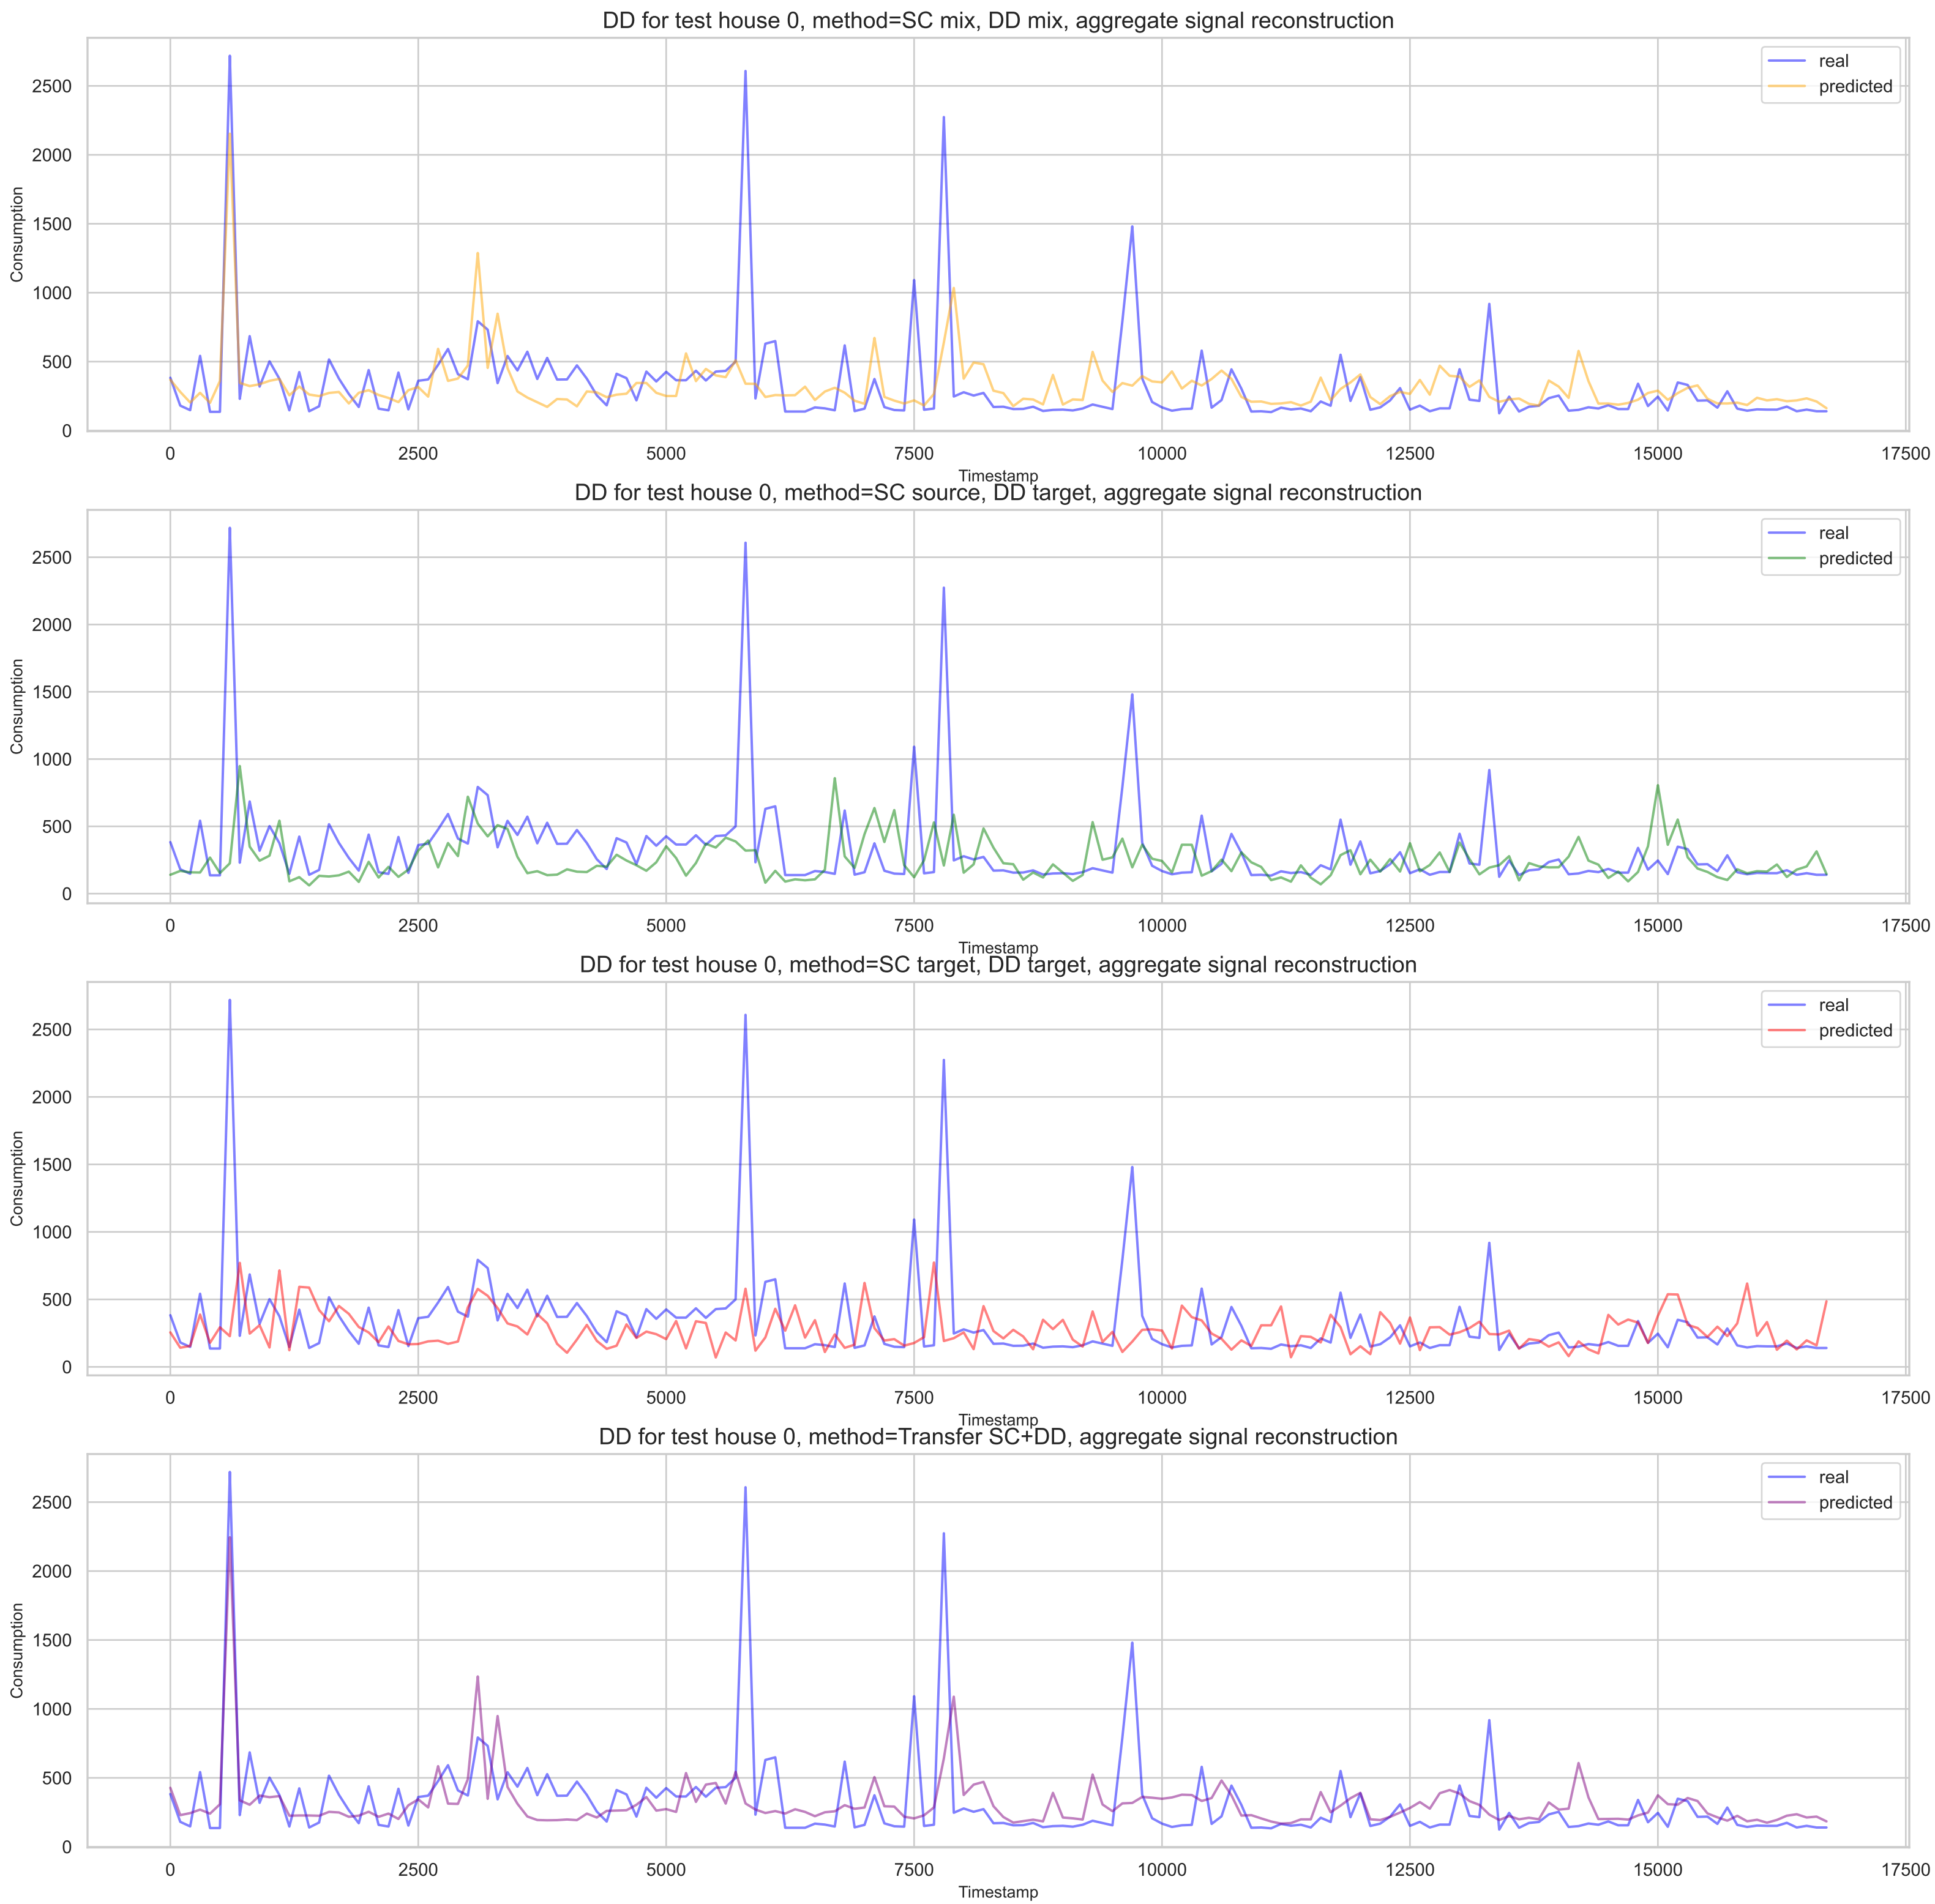 DD for test house 0, method=SC mix, DD mix, aggregate signal reconstruction
real
predicted
Consumption
2500
2000
1500
1000
500
0
0 2500 5000 7500 10000 12500 15000 17500
Timestamp
DD for test house 0, method=SC source, DD target, aggregate signal reconstruction
real
predicted
Consumption
2500
2000
1500
1000
500
0
0 2500 5000 7500 10000 12500 15000 17500
Timestamp
DD for test house 0, method=SC target, DD target, aggregate signal reconstruction
real
predicted
Consumption
2500
2000
1500
1000
500
0
0 2500 5000 7500 10000 12500 15000 17500
Timestamp
DD for test house 0, method=Transfer SC+DD, aggregate signal reconstruction
real
predicted
Consumption
2500
2000
1500
1000
500
0
0 2500 5000 7500 10000 12500 15000 17500
Timestamp